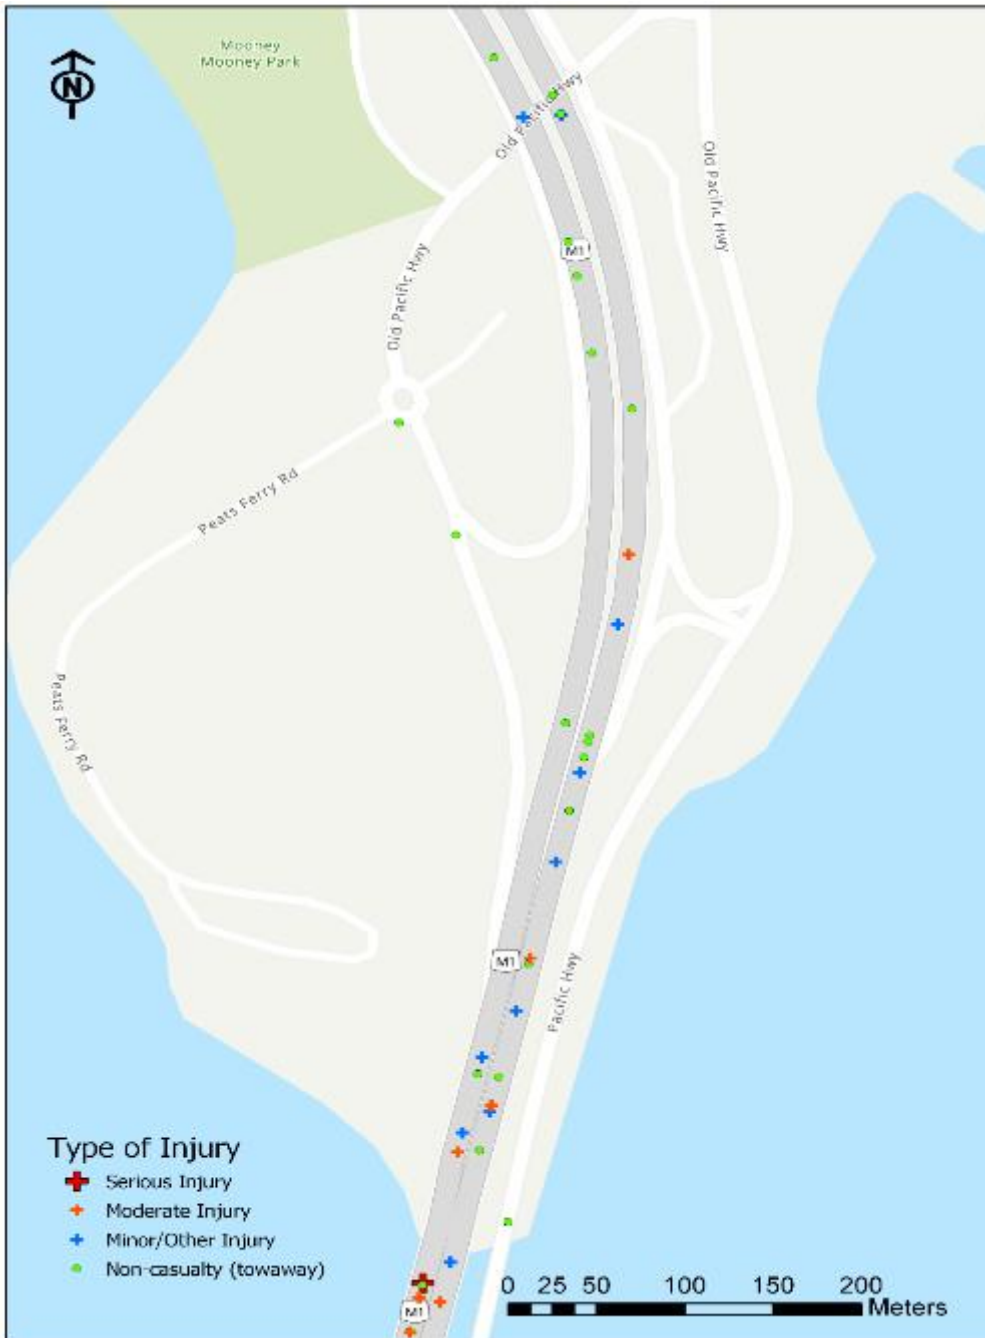 Mooney
Mooney Park
N
Old Pacific Hwy
Old Pacific Hwy
M1
Old Pacific Hwy
Peats Ferry Rd
Peats Ferry Rd
M1
Pacific Hwy
Type of Injury
Serious Injury
Moderate Injury
Minor/Other Injury
Non-casualty (towaway)
M1
0 25 50 100 150 200
Meters